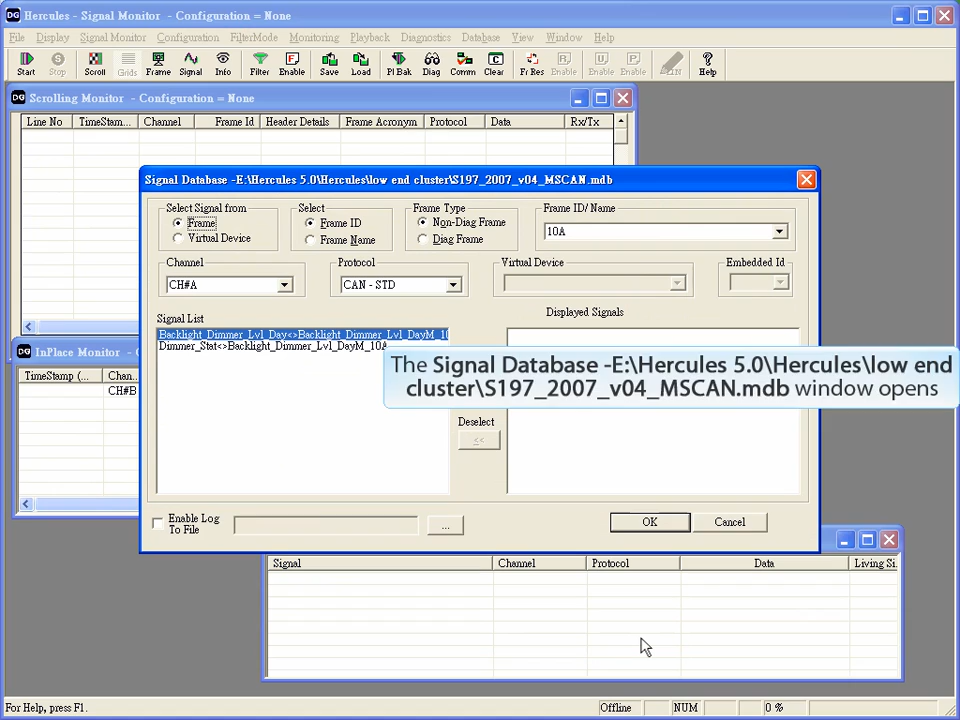 DG Hercules - Signal Monitor - Configuration = None
File Display Signal Monitor Configuration FilterMode Monitoring Playback Diagnostics Database View Window Help
Start Stop Scroll Grids Frame Signal Info Filter Enable Save Load Pl Bak Diag Comm Clear Fr Res Enable Enable Enable LIN Help
DG Scrolling Monitor - Configuration = None
Line No TimeStam... Channel Frame Id Header Details Frame Acronym Protocol Data Rx/Tx
Signal Database -E:\Hercules 5.0\Hercules\low end cluster\S197_2007_v04_MSCAN.mdb
Select Signal from Select Frame Type Frame ID/ Name
Frame Frame ID Non-Diag Frame 10A
Virtual Device Frame Name Diag Frame
Channel Protocol Virtual Device Embedded Id
CH#A CAN - STD
Signal List Displayed Signals
Backlight_Dimmer_Lvl_Day<>Backlight_Dimmer_Lvl_DayM_10
Dimmer_Stat<>Backlight_Dimmer_Lvl_DayM_10A
DG InPlace Monitor - C
TimeStamp (... Chan...
CH#B
The Signal Database -E:\Hercules 5.0\Hercules\low end
cluster\S197_2007_v04_MSCAN.mdb window opens
Deselect
<<
Enable Log
To File ... OK Cancel
Signal Channel Protocol Data Living Si.
For Help, press F1. Offline NUM 0 %